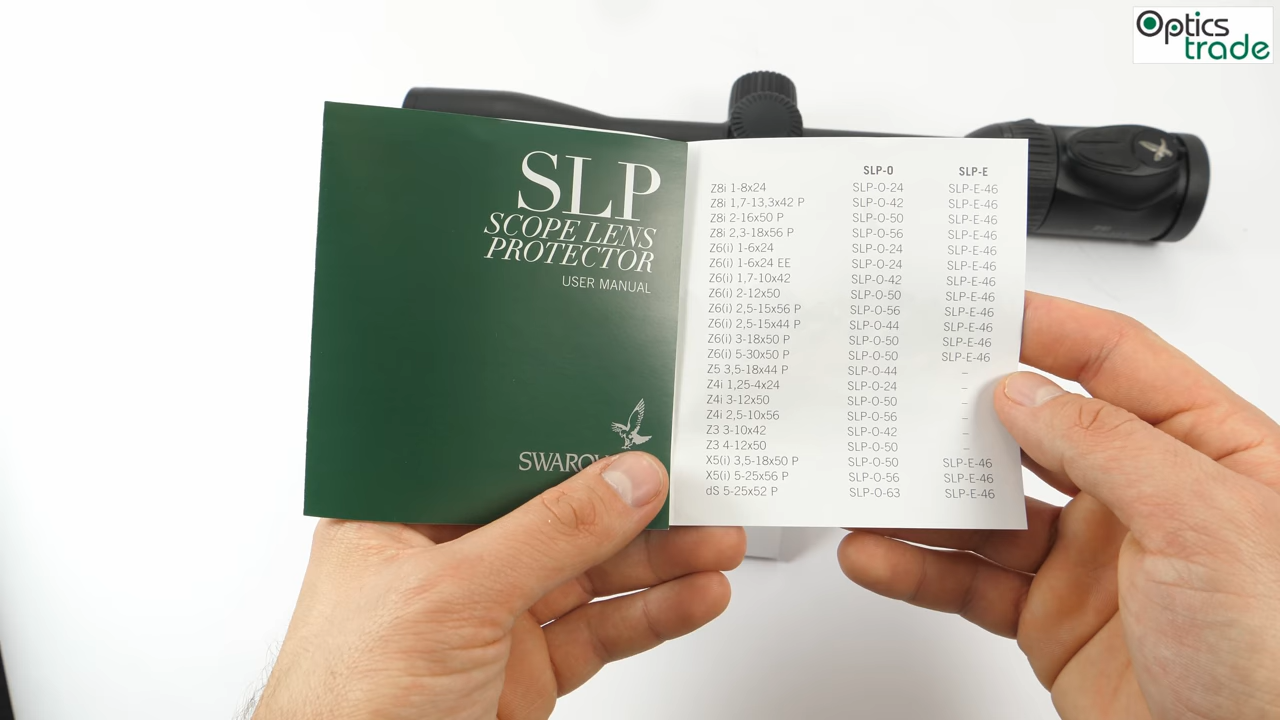 Optics
trade
SLP
SCOPE LENS
PROTECTOR
USER MANUAL
SLP-O SLP-E
Z8i 1-8x24 SLP-O-24 SLP-E-46
Z8i 1,7-13,3x42 P SLP-O-42 SLP-E-46
Z8i 2-16x50 P SLP-O-50 SLP-E-46
Z8i 2,3-18x56 P SLP-O-56 SLP-E-46
Z6(i) 1-6x24 SLP-O-24 SLP-E-46
Z6(i) 1-6x24 EE SLP-O-24 SLP-E-46
Z6(i) 1,7-10x42 SLP-O-42 SLP-E-46
Z6(i) 2-12x50 SLP-O-50 SLP-E-46
Z6(i) 2,5-15x56 P SLP-O-56 SLP-E-46
Z6(i) 2,5-15x44 P SLP-O-44 SLP-E-46
Z6(i) 3-18x50 P SLP-O-50 SLP-E-46
Z6(i) 5-30x50 P SLP-O-50 SLP-E-46
Z5 3,5-18x44 P SLP-O-44 –
Z4i 1,25-4x24 SLP-O-24 –
Z4i 3-12x50 SLP-O-50 –
Z4i 2,5-10x56 SLP-O-56 –
Z3 3-10x42 SLP-O-42 –
Z3 4-12x50 SLP-O-50 –
X5(i) 3,5-18x50 P SLP-O-50 SLP-E-46
X5(i) 5-25x56 P SLP-O-56 SLP-E-46
dS 5-25x52 P SLP-O-63 SLP-E-46